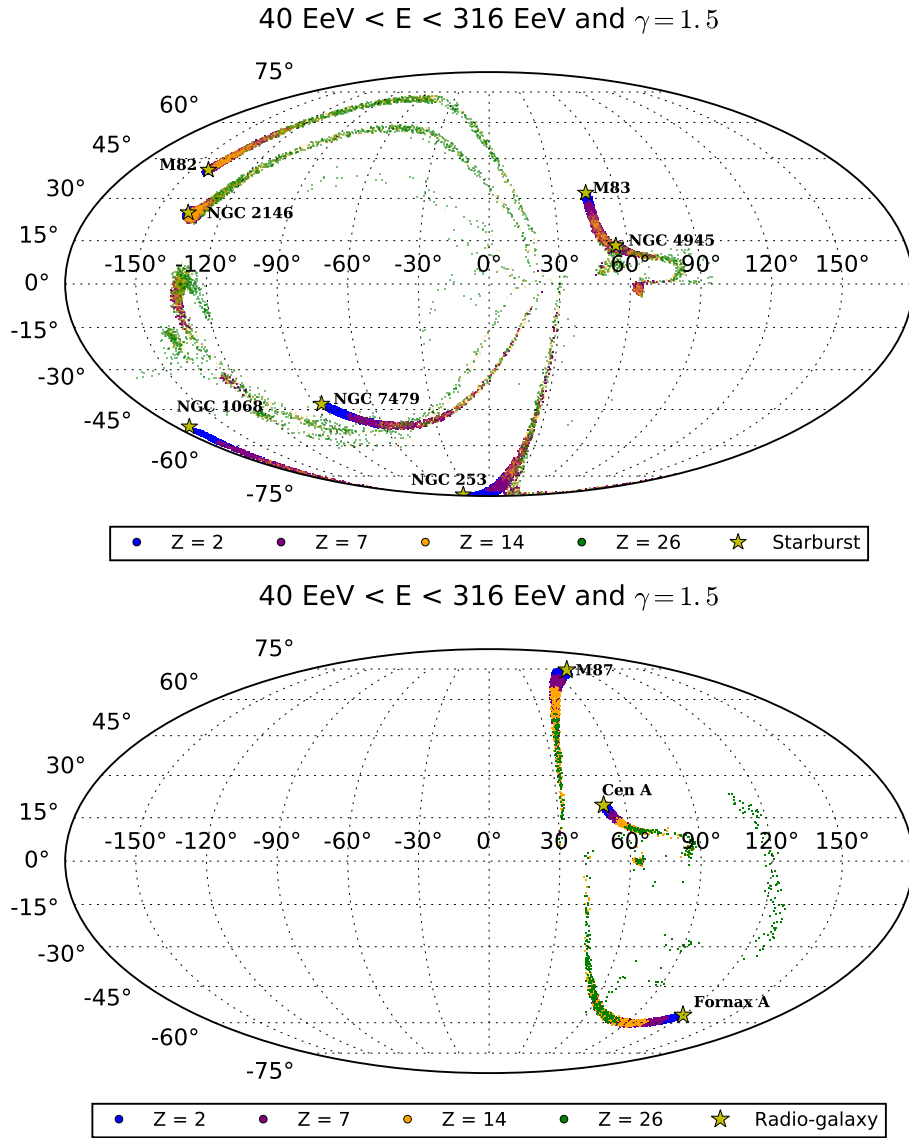 40 EeV < E < 316 EeV and γ = 1.5
75°
60°
45°
30°
15°
0°
-15°
-30°
-45°
-60°
-75°
-150° -120° -90° -60° -30° 0° 30° 60° 90° 120° 150°
M82
NGC 2146
M83
NGC 4945
NGC 1068
NGC 7479
NGC 253
Z = 2 Z = 7 Z = 14 Z = 26 Starburst
40 EeV < E < 316 EeV and γ = 1.5
75°
60°
45°
30°
15°
0°
-15°
-30°
-45°
-60°
-75°
-150° -120° -90° -60° -30° 0° 30° 60° 90° 120° 150°
M87
Cen A
Fornax A
Z = 2 Z = 7 Z = 14 Z = 26 Radio-galaxy